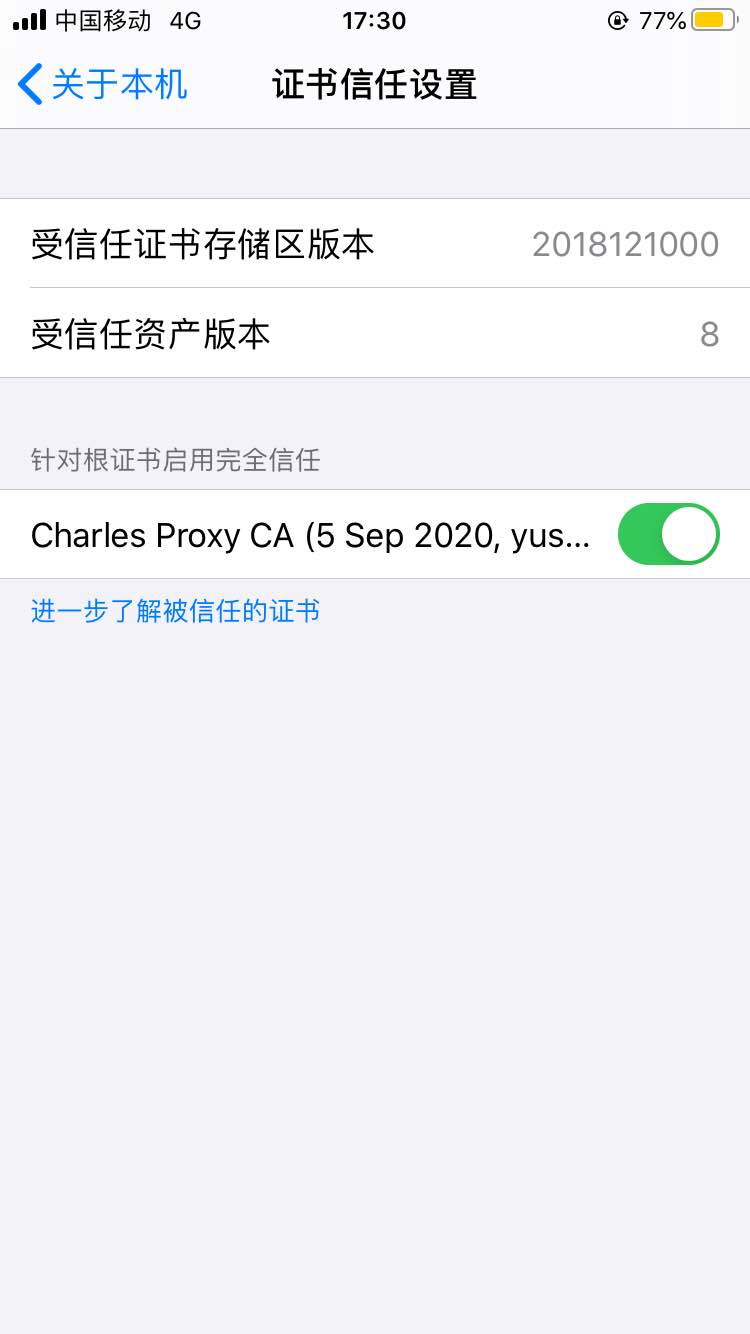 中国移动 4G 17:30 77%
关于本机 证书信任设置
受信任证书存储区版本 2018121000
受信任资产版本 8
针对根证书启用完全信任
Charles Proxy CA (5 Sep 2020, yus...
进一步了解被信任的证书